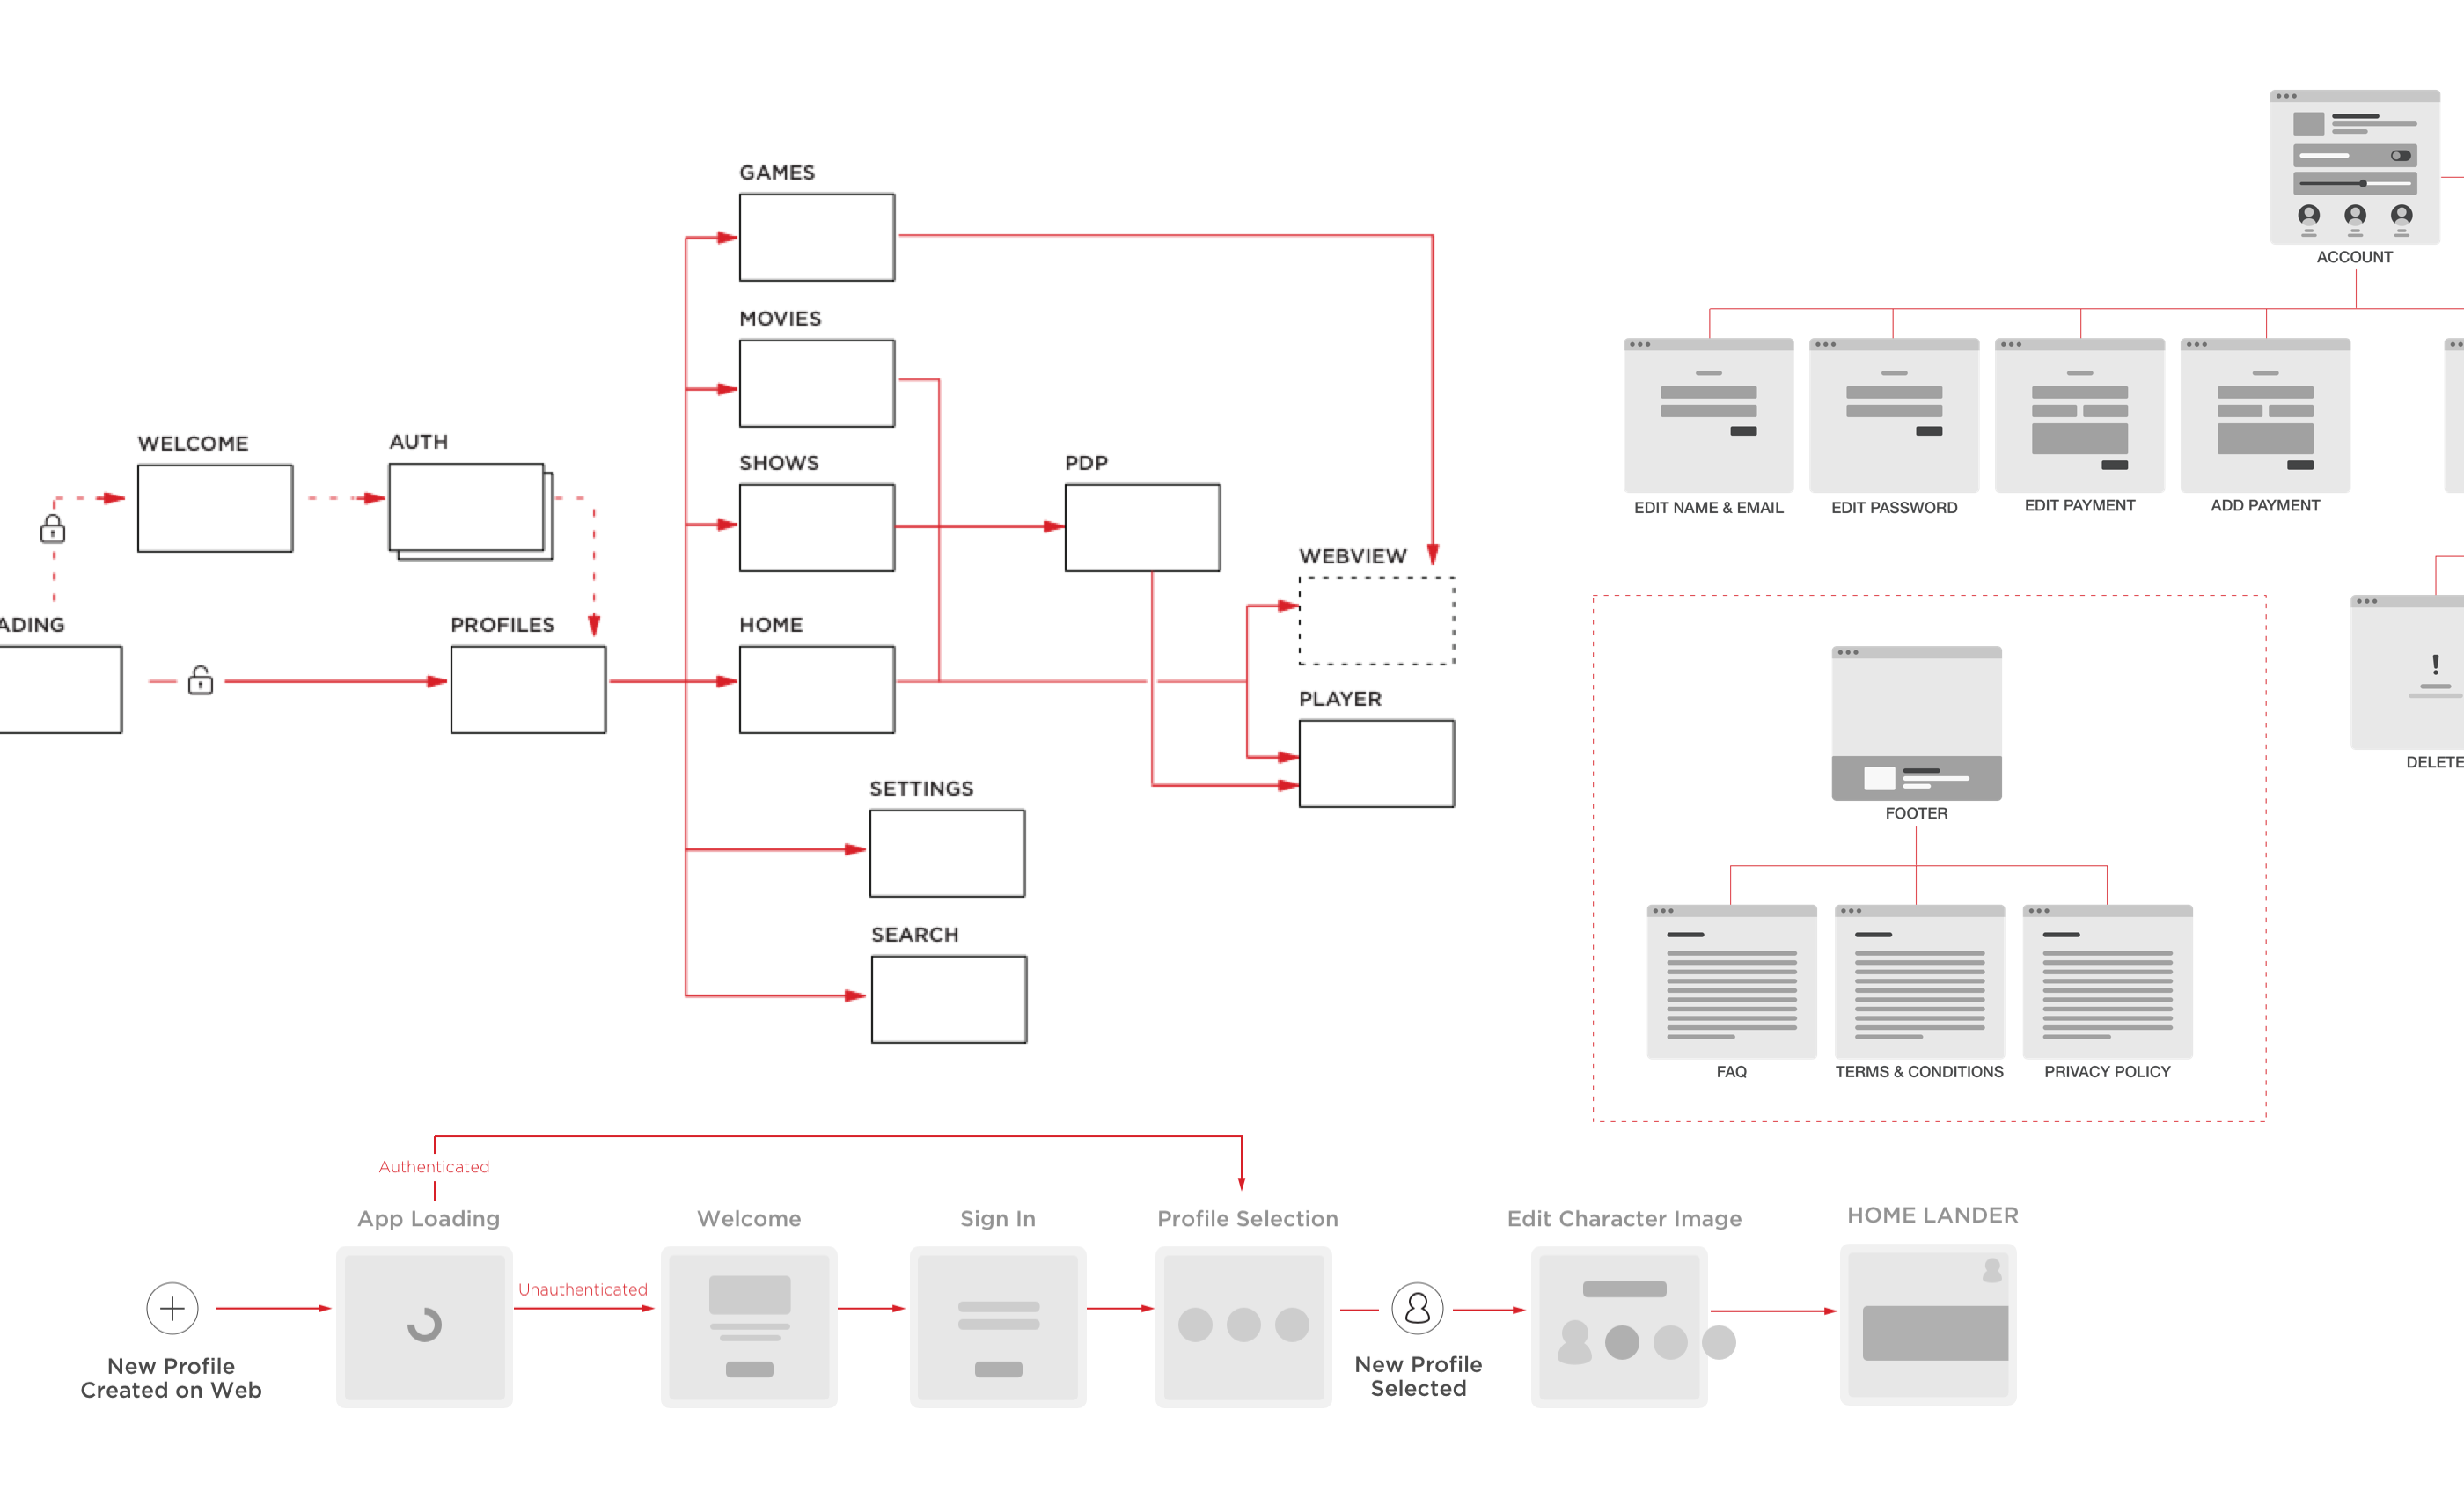 GAMES
MOVIES
WELCOME
AUTH
SHOWS
PDP
WEBVIEW
ADING
PROFILES
HOME
PLAYER
SETTINGS
SEARCH
ACCOUNT
EDIT NAME & EMAIL
EDIT PASSWORD
EDIT PAYMENT
ADD PAYMENT
DELETE
FOOTER
FAQ
TERMS & CONDITIONS
PRIVACY POLICY
Authenticated
App Loading
Welcome
Sign In
Profile Selection
Edit Character Image
HOME LANDER
Unauthenticated
New Profile
Created on Web
New Profile
Selected